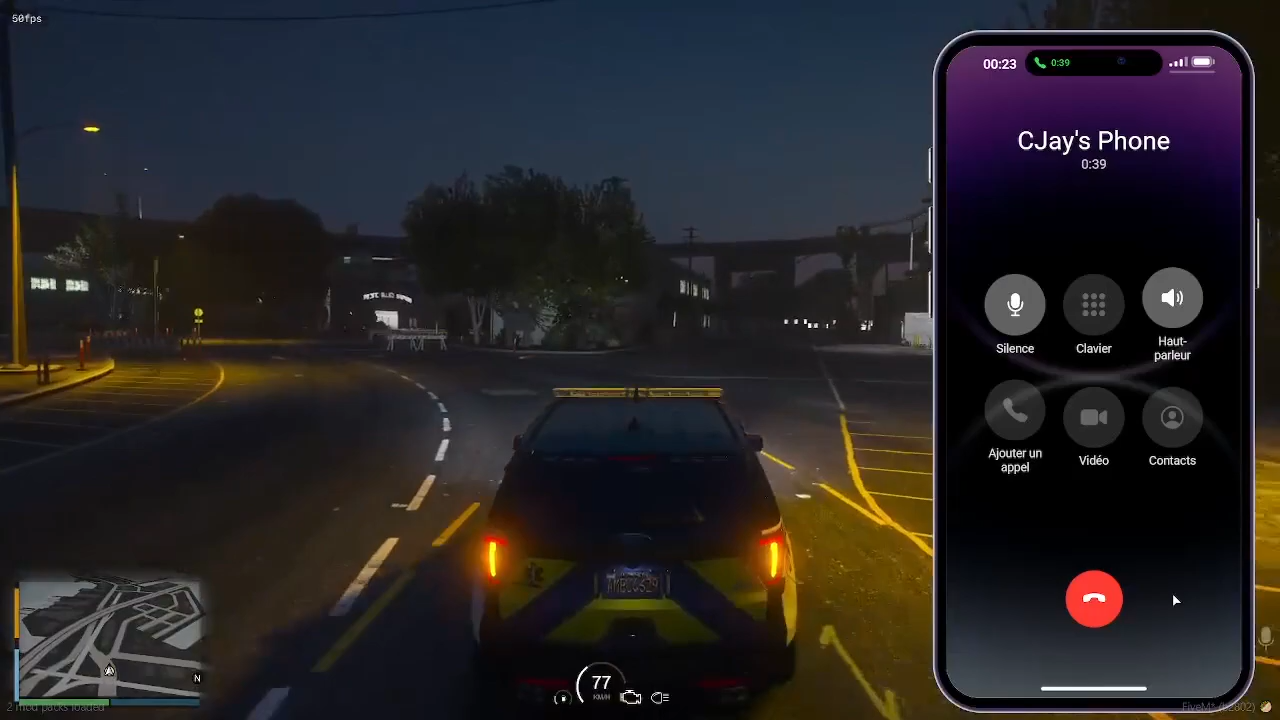 50fps
00:23
0:39
CJay's Phone
0:39
Silence
Clavier
Haut-
parleur
Ajouter un
appel
Vidéo
Contacts
N
77
KM/H
2 mod packs loaded